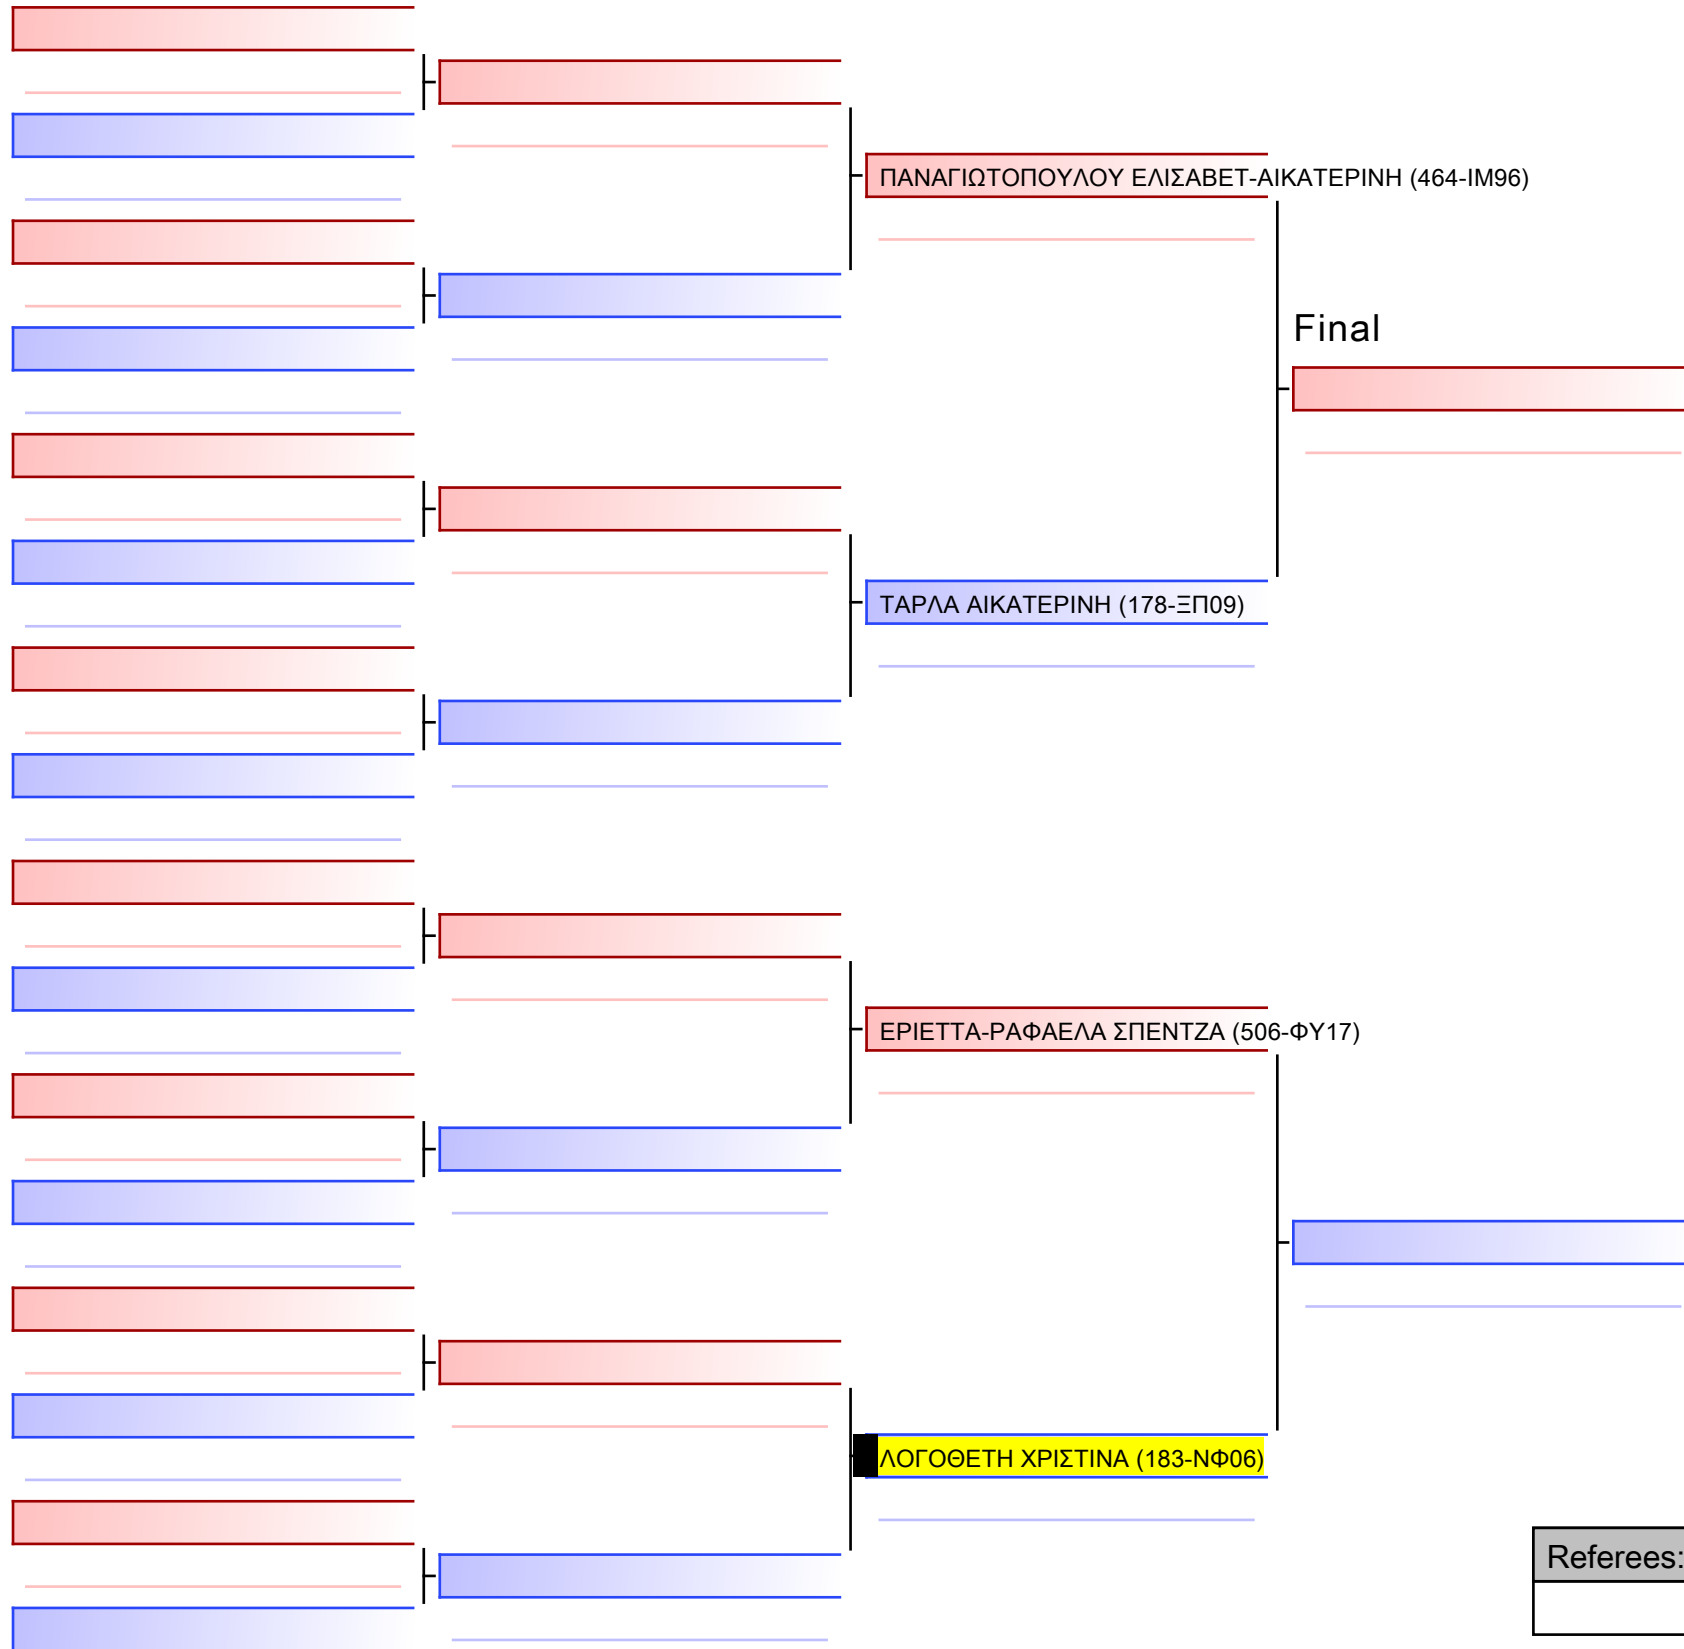 ΠΑΝΑΓΙΩΤΟΠΟΥΛΟΥ ΕΛΙΣΑΒΕΤ-ΑΙΚΑΤΕΡΙΝΗ (464-ΙΜ96)
Final
ΤΑΡΛΑ ΑΙΚΑΤΕΡΙΝΗ (178-ΞΠ09)
ΕΡΙΕΤΤΑ-ΡΑΦΑΕΛΑ ΣΠΕΝΤΖΑ (506-ΦΥ17)
ΛΟΓΟΘΕΤΗ ΧΡΙΣΤΙΝΑ (183-ΝΦ06)
Referees: